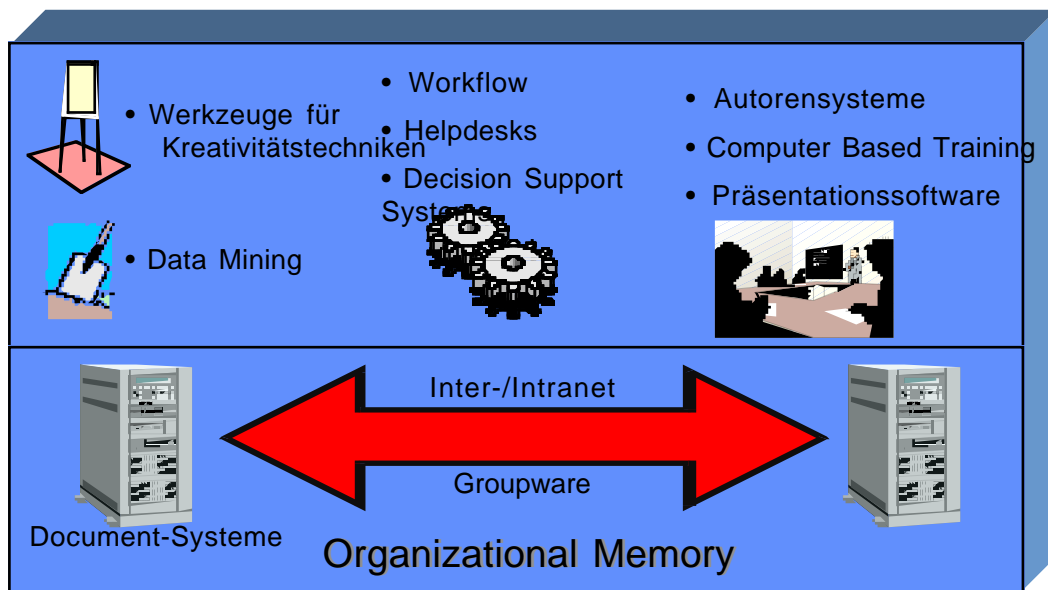 • Werkzeuge für
Kreativitätstechniken
• Data Mining
• Workflow
• Helpdesks
• Decision Support
Systems
• Autorensysteme
• Computer Based Training
• Präsentationssoftware
Inter-/Intranet
Groupware
Document-Systeme
Organizational Memory